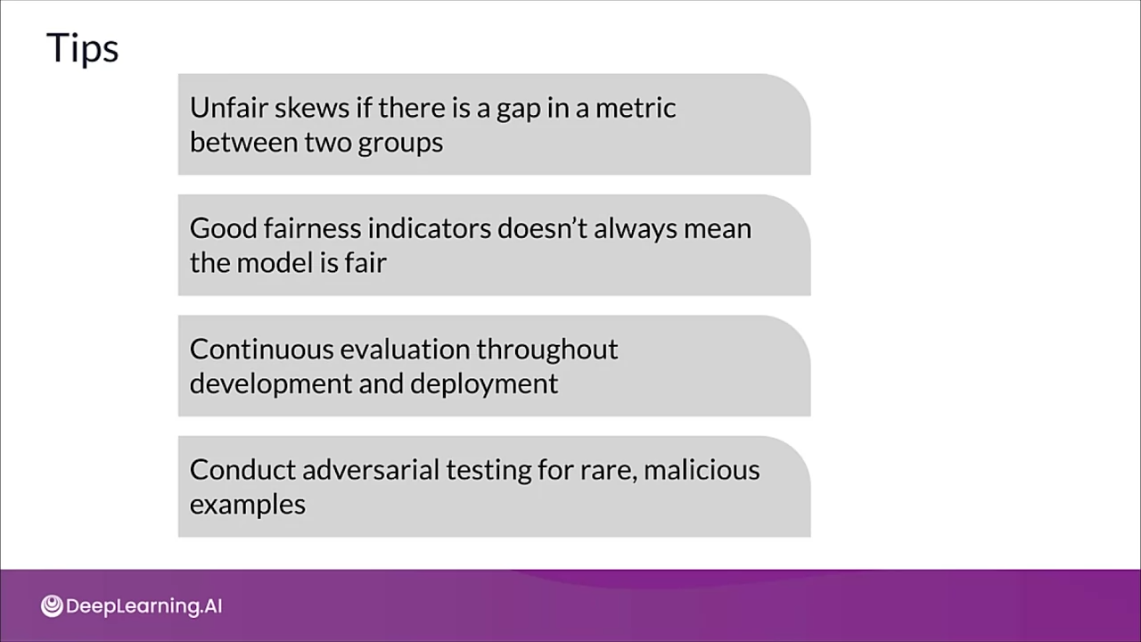 Tips
Unfair skews if there is a gap in a metric
between two groups
Good fairness indicators doesn’t always mean
the model is fair
Continuous evaluation throughout
development and deployment
Conduct adversarial testing for rare, malicious
examples
DeepLearning.AI